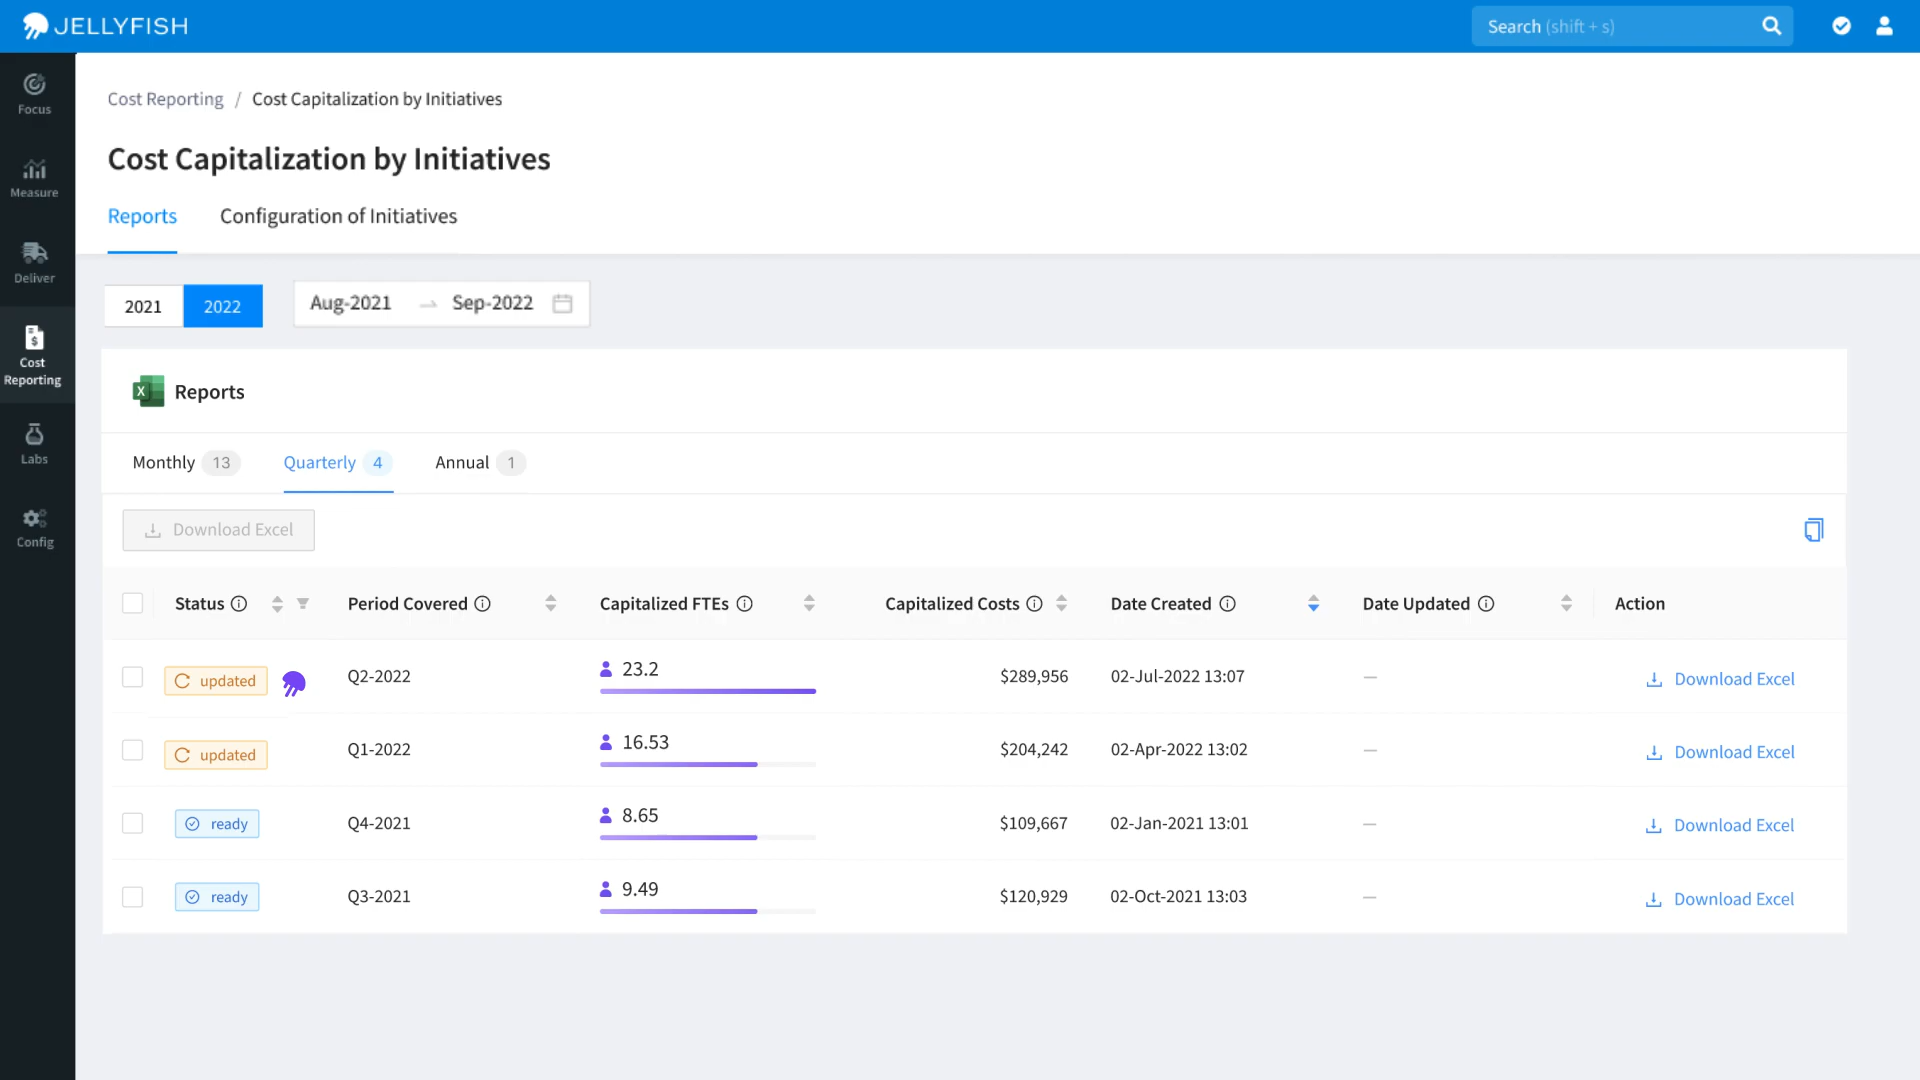 JELLYFISH
Search (shift + s)
Focus
Measure
Deliver
Cost
Reporting
Labs
Config
Cost Reporting / Cost Capitalization by Initiatives
Cost Capitalization by Initiatives
Reports Configuration of Initiatives
2021 2022 Aug-2021 Sep-2022
X Reports
Monthly 13 Quarterly 4 Annual 1
Download Excel
Status Period Covered Capitalized FTEs Capitalized Costs Date Created Date Updated Action
updated Q2-2022 23.2 $289,956 02-Jul-2022 13:07 — Download Excel
updated Q1-2022 16.53 $204,242 02-Apr-2022 13:02 — Download Excel
ready Q4-2021 8.65 $109,667 02-Jan-2021 13:01 — Download Excel
ready Q3-2021 9.49 $120,929 02-Oct-2021 13:03 — Download Excel